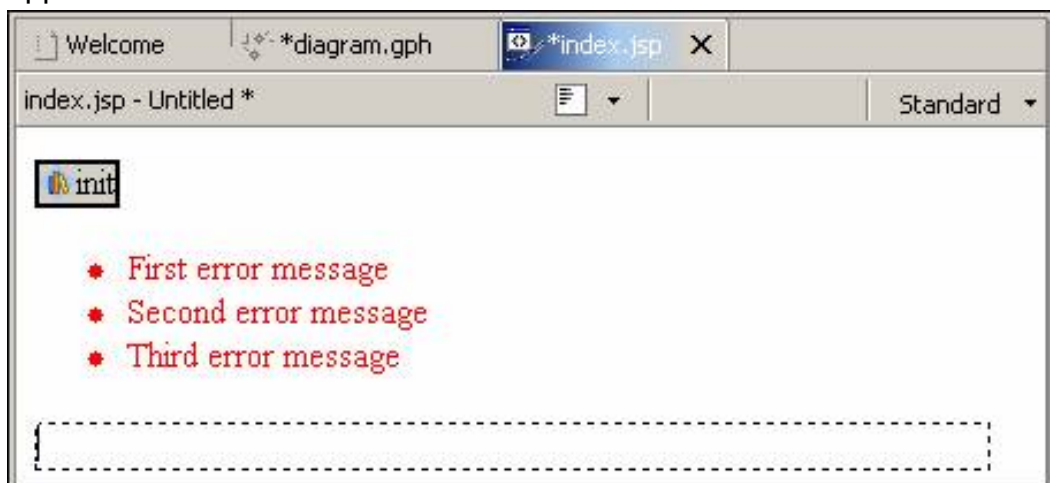 Welcome *diagram.gph *index.jsp
index.jsp - Untitled * Standard
init
First error message
Second error message
Third error message